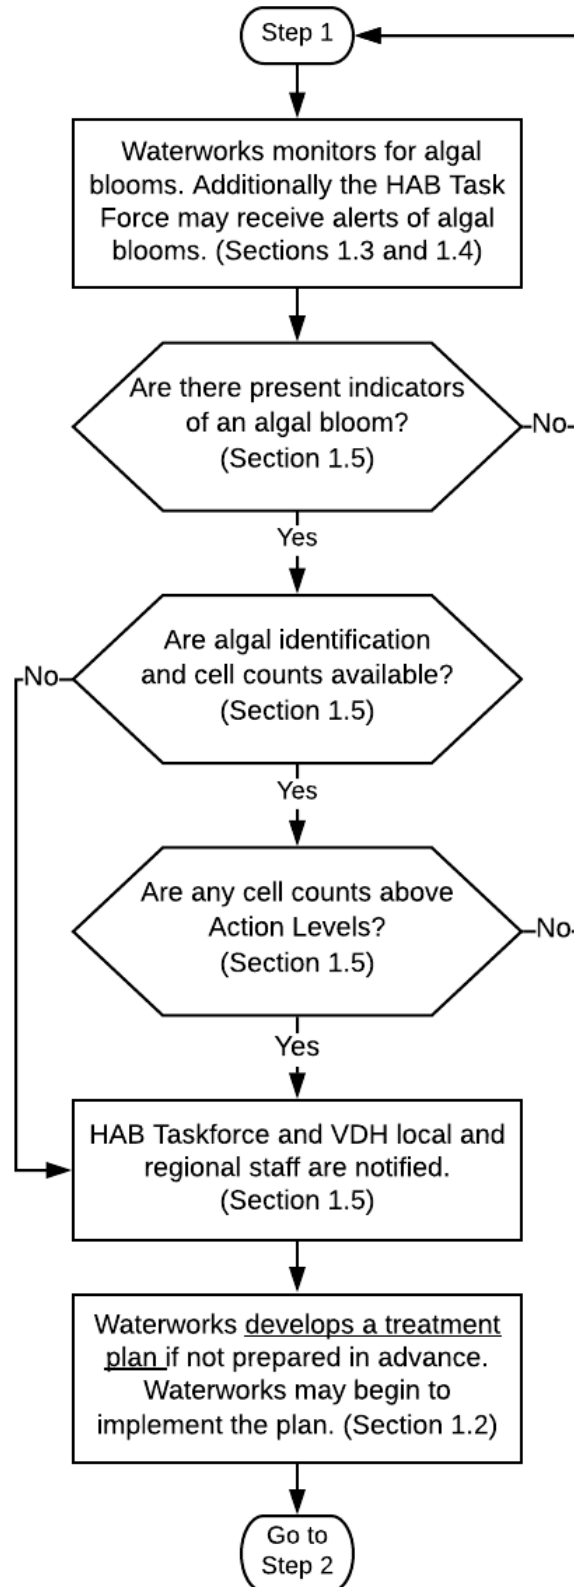 Step 1
Waterworks monitors for algal
blooms. Additionally the HAB Task
Force may receive alerts of algal
blooms. (Sections 1.3 and 1.4)
Are there present indicators
of an algal bloom?
(Section 1.5)
No
Yes
Are algal identification
and cell counts available?
(Section 1.5)
No
Yes
Are any cell counts above
Action Levels?
(Section 1.5)
No
Yes
HAB Taskforce and VDH local and
regional staff are notified.
(Section 1.5)
Waterworks develops a treatment
plan if not prepared in advance.
Waterworks may begin to
implement the plan. (Section 1.2)
Go to
Step 2